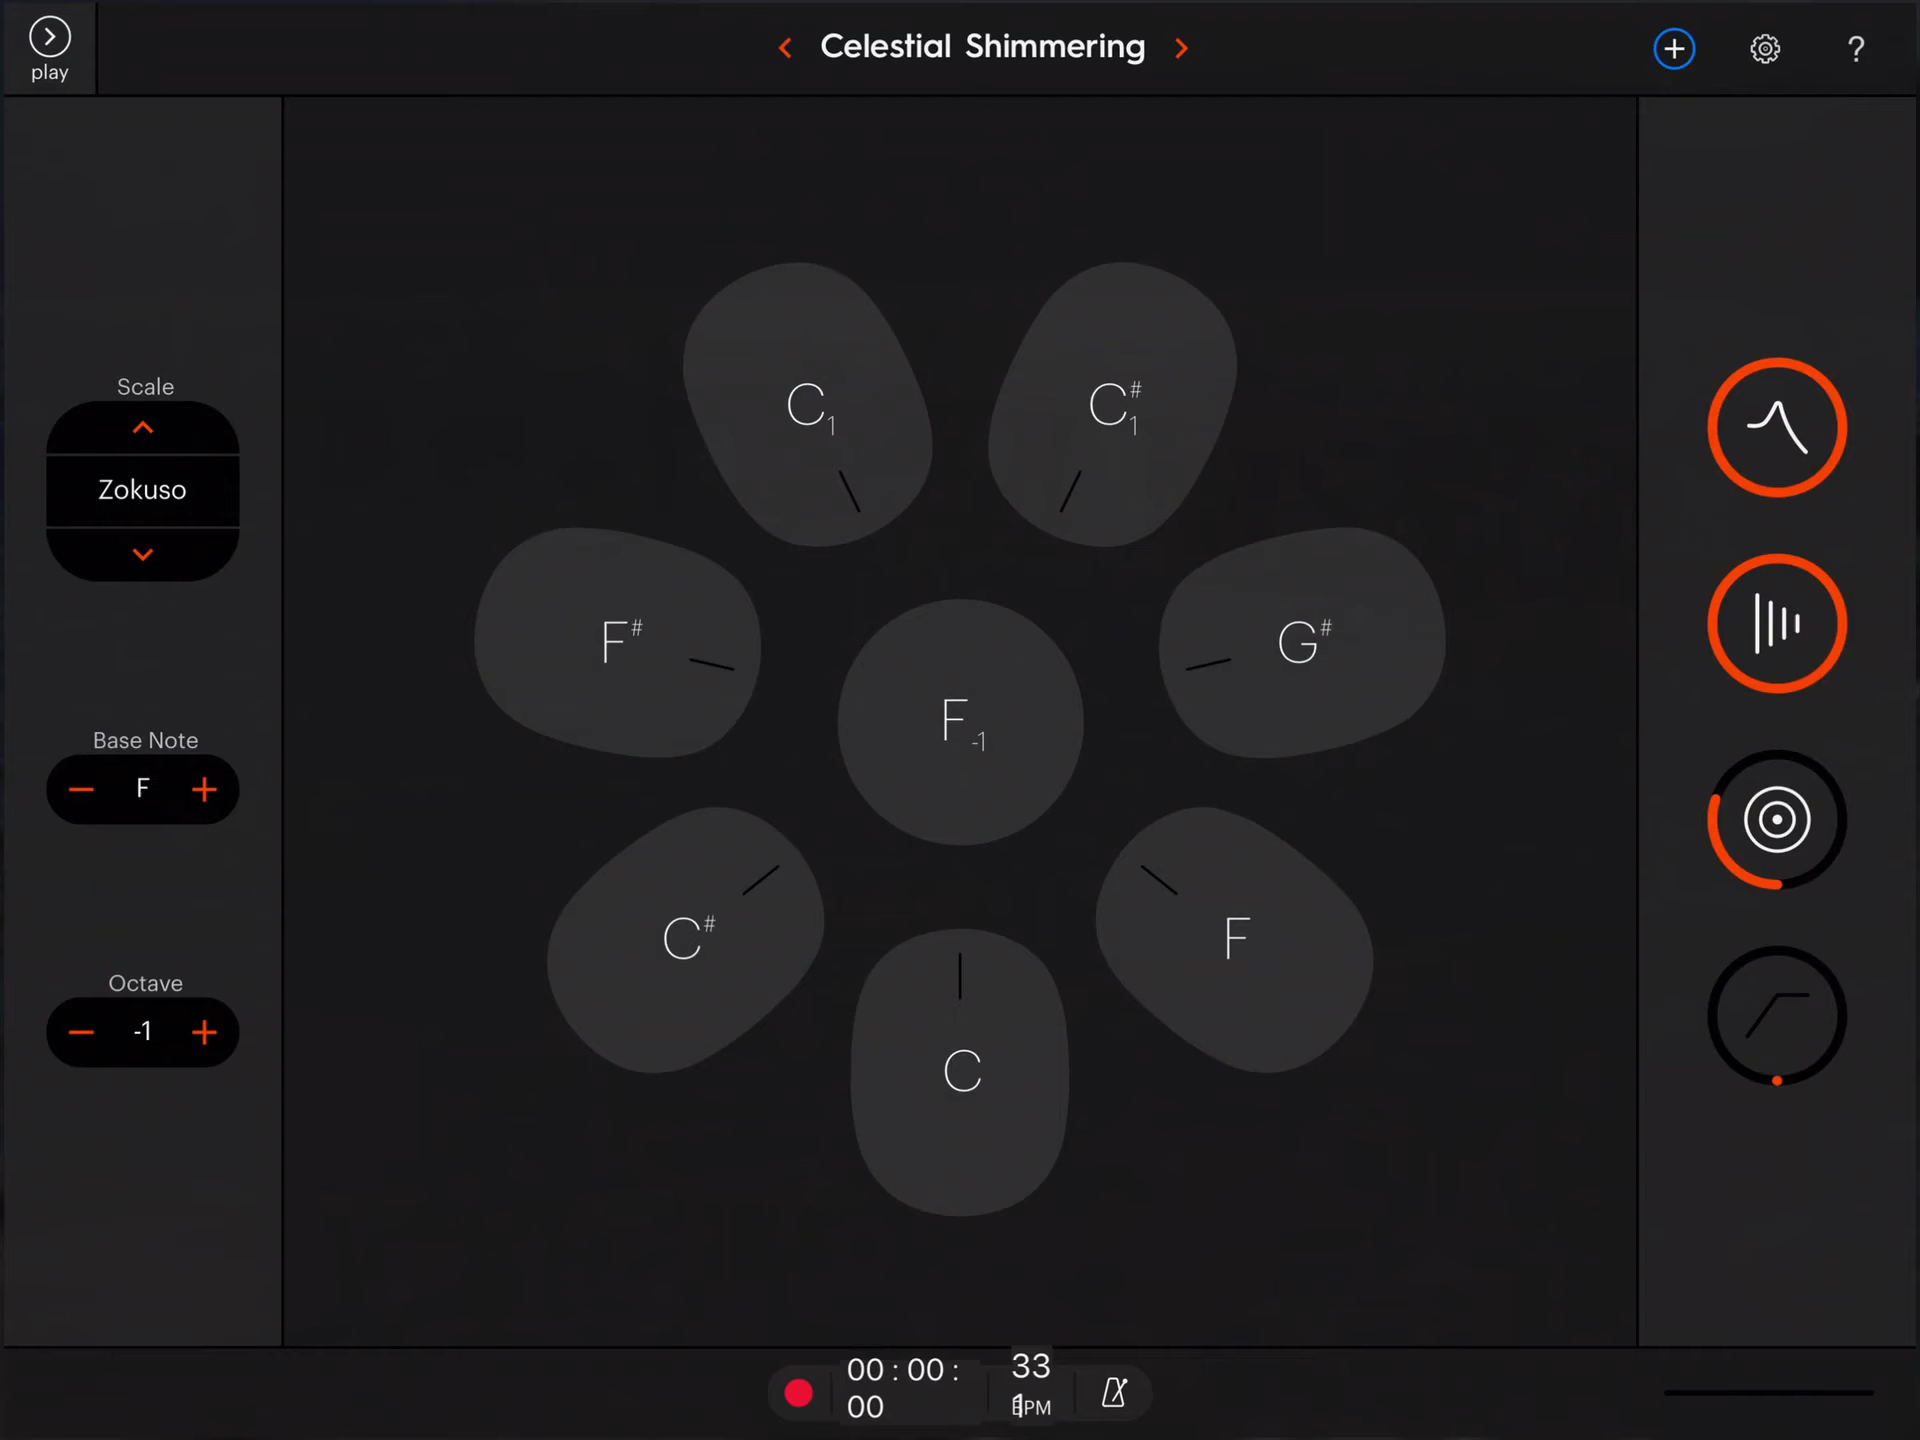 play
Celestial Shimmering
?
Scale
Zokuso
Base Note
F
Octave
-1
C1
C#1
F#
G#
F-1
C#
F
C
00 : 00 :
00
33
BPM